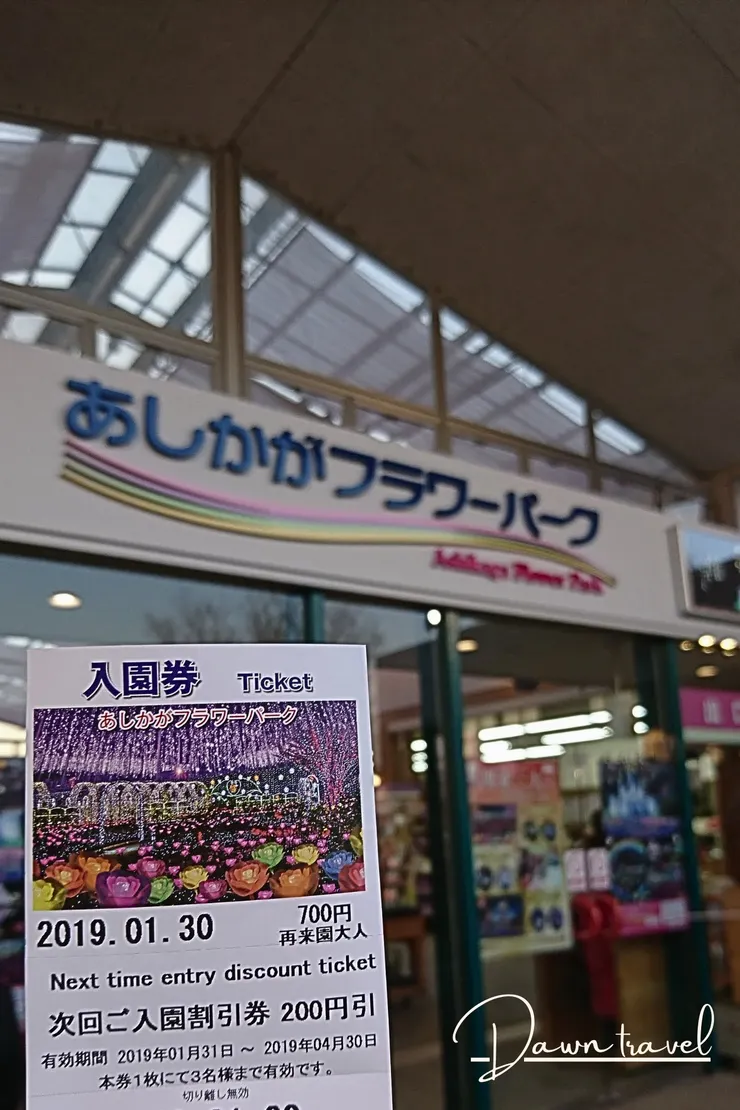 あしかがフラワーパーク
Ashikaga Flower Park
入園券 Ticket
あしかがフラワーパーク
2019.01.30
700円
再来園大人
Next time entry discount ticket
次回ご入園割引券 200円引
有効期間 2019年01月31日 ~ 2019年04月30日
本券1枚にて3名様まで有効です。
切り離し無効
Dawn travel